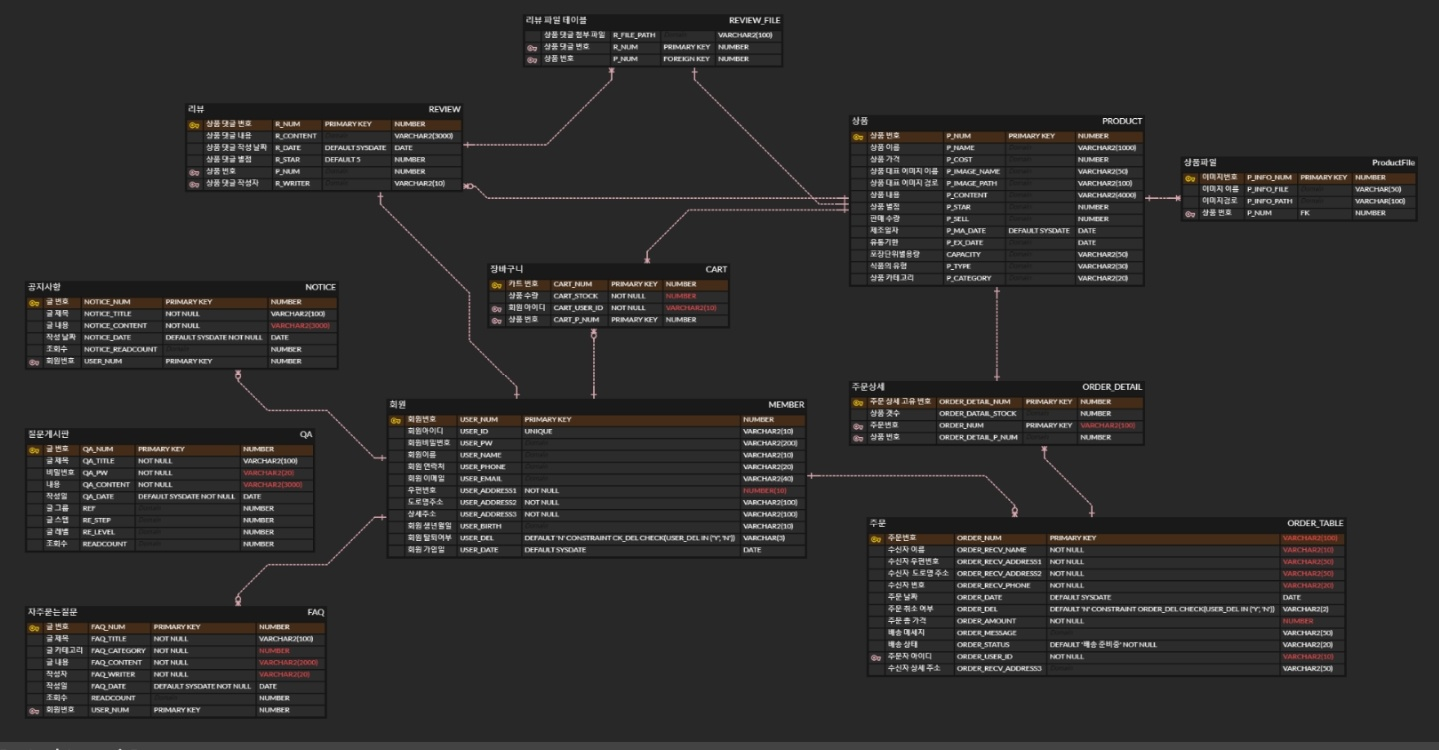 리뷰 파일 테이블 REVIEW_FILE
상품 댓글 첨부 파일 R_FILE_PATH Domain VARCHAR2(100)
상품 댓글 번호 R_NUM PRIMARY KEY NUMBER
상품 번호 P_NUM FOREIGN KEY NUMBER
리뷰 REVIEW
상품 댓글 번호 R_NUM PRIMARY KEY NUMBER
상품 댓글 내용 R_CONTENT Domain VARCHAR2(3000)
상품 댓글 작성 날짜 R_DATE DEFAULT SYSDATE DATE
상품 댓글 별점 R_STAR DEFAULT 5 NUMBER
상품 번호 P_NUM Domain NUMBER
상품 댓글 작성자 R_WRITER Domain VARCHAR2(10)
상품 PRODUCT
상품 번호 P_NUM PRIMARY KEY NUMBER
상품 이름 P_NAME Domain VARCHAR2(1000)
상품 가격 P_COST Domain NUMBER
상품 대표 이미지 이름 P_IMAGE_NAME Domain VARCHAR2(50)
상품 대표 이미지 경로 P_IMAGE_PATH Domain VARCHAR2(100)
상품 내용 P_CONTENT Domain VARCHAR2(4000)
상품 별점 P_STAR Domain NUMBER
판매 수량 P_SELL Domain NUMBER
제조일자 P_MA_DATE DEFAULT SYSDATE DATE
유통기한 P_EX_DATE Domain DATE
포장단위별용량 CAPACITY Domain VARCHAR2(50)
식품의 유형 P_TYPE Domain VARCHAR2(30)
상품 카테고리 P_CATEGORY Domain VARCHAR2(20)
상품파일 ProductFile
이미지번호 P_INFO_NUM PRIMARY KEY NUMBER
이미지 이름 P_INFO_FILE Domain VARCHAR(50)
이미지경로 P_INFO_PATH Domain VARCHAR(100)
상품 번호 P_NUM FK NUMBER
장바구니 CART
카트 번호 CART_NUM PRIMARY KEY NUMBER
상품 수량 CART_STOCK NOT NULL NUMBER
회원 아이디 CART_USER_ID NOT NULL VARCHAR2(10)
상품 번호 CART_P_NUM PRIMARY KEY NUMBER
공지사항 NOTICE
글 번호 NOTICE_NUM PRIMARY KEY NUMBER
글 제목 NOTICE_TITLE NOT NULL VARCHAR2(100)
글 내용 NOTICE_CONTENT NOT NULL VARCHAR2(3000)
작성 날짜 NOTICE_DATE DEFAULT SYSDATE NOT NULL DATE
조회수 NOTICE_READCOUNT Domain NUMBER
회원번호 USER_NUM PRIMARY KEY NUMBER
회원 MEMBER
회원번호 USER_NUM PRIMARY KEY NUMBER
회원아이디 USER_ID UNIQUE VARCHAR2(10)
회원비밀번호 USER_PW Domain VARCHAR2(200)
회원이름 USER_NAME Domain VARCHAR2(10)
회원 연락처 USER_PHONE Domain VARCHAR2(20)
회원 이메일 USER_EMAIL Domain VARCHAR2(40)
우편번호 USER_ADDRESS1 NOT NULL NUMBER(10)
도로명주소 USER_ADDRESS2 NOT NULL VARCHAR2(100)
상세주소 USER_ADDRESS3 NOT NULL VARCHAR2(100)
회원 생년월일 USER_BIRTH Domain VARCHAR2(10)
회원 탈퇴여부 USER_DEL DEFAULT 'N' CONSTRAINT CK_DEL CHECK(USER_DEL IN ('Y', 'N')) VARCHAR(3)
회원 가입일 USER_DATE DEFAULT SYSDATE DATE
주문상세 ORDER_DETAIL
주문 상세 고유 번호 ORDER_DETAIL_NUM PRIMARY KEY NUMBER
상품 갯수 ORDER_DATAIL_STOCK Domain NUMBER
주문번호 ORDER_NUM PRIMARY KEY VARCHAR2(100)
상품 번호 ORDER_DETAIL_P_NUM Domain NUMBER
질문게시판 QA
글 번호 QA_NUM PRIMARY KEY NUMBER
글 제목 QA_TITLE NOT NULL VARCHAR2(100)
비밀번호 QA_PW NOT NULL VARCHAR2(20)
내용 QA_CONTENT NOT NULL VARCHAR2(3000)
작성일 QA_DATE DEFAULT SYSDATE NOT NULL DATE
글 그룹 REF Domain NUMBER
글 스텝 RE_STEP Domain NUMBER
글 레벨 RE_LEVEL Domain NUMBER
조회수 READCOUNT Domain NUMBER
주문 ORDER_TABLE
주문번호 ORDER_NUM PRIMARY KEY VARCHAR2(100)
수신자 이름 ORDER_RECV_NAME NOT NULL VARCHAR2(10)
수신자 우편번호 ORDER_RECV_ADDRESS1 NOT NULL VARCHAR2(50)
수신자 도로명 주소 ORDER_RECV_ADDRESS2 NOT NULL VARCHAR2(50)
수신자 번호 ORDER_RECV_PHONE NOT NULL VARCHAR2(20)
주문 날짜 ORDER_DATE DEFAULT SYSDATE DATE
주문 취소 여부 ORDER_DEL DEFAULT 'N' CONSTRAINT ORDER_DEL CHECK(USER_DEL IN ('Y', 'N')) VARCHAR2(2)
주문 총 가격 ORDER_AMOUNT NOT NULL NUMBER
배송 메세지 ORDER_MESSAGE Domain VARCHAR2(50)
배송 상태 ORDER_STATUS DEFAULT '배송 준비중' NOT NULL VARCHAR2(20)
주문자 아이디 ORDER_USER_ID NOT NULL VARCHAR2(10)
수신자 상세 주소 ORDER_RECV_ADDRESS3 Domain VARCHAR2(50)
자주묻는질문 FAQ
글 번호 FAQ_NUM PRIMARY KEY NUMBER
글 제목 FAQ_TITLE NOT NULL VARCHAR2(100)
글 카테고리 FAQ_CATEGORY NOT NULL NUMBER
글 내용 FAQ_CONTENT NOT NULL VARCHAR2(2000)
작성자 FAQ_WRITER NOT NULL VARCHAR2(20)
작성일 FAQ_DATE DEFAULT SYSDATE NOT NULL DATE
조회수 READCOUNT Domain NUMBER
회원번호 USER_NUM PRIMARY KEY NUMBER